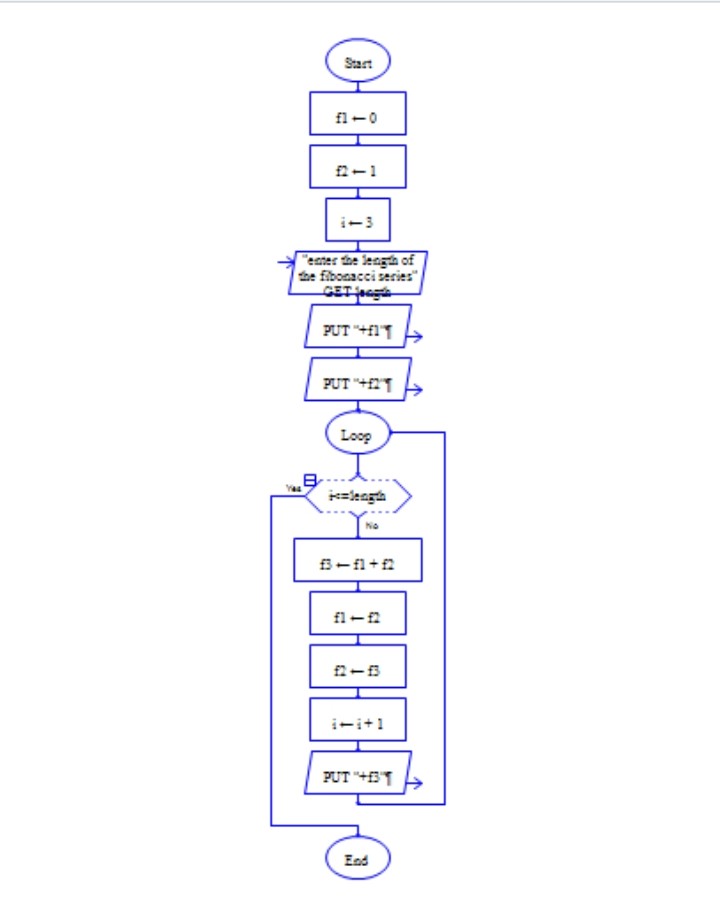 Start
f1 ← 0
f2 ← 1
i ← 3
"enter the length of
the fibonacci series"
GET length
PUT "+f1"¶
PUT "+f2"¶
Loop
Yes
i<=length
No
f3 ← f1 + f2
f1 ← f2
f2 ← f3
i ← i + 1
PUT "+f3"¶
End